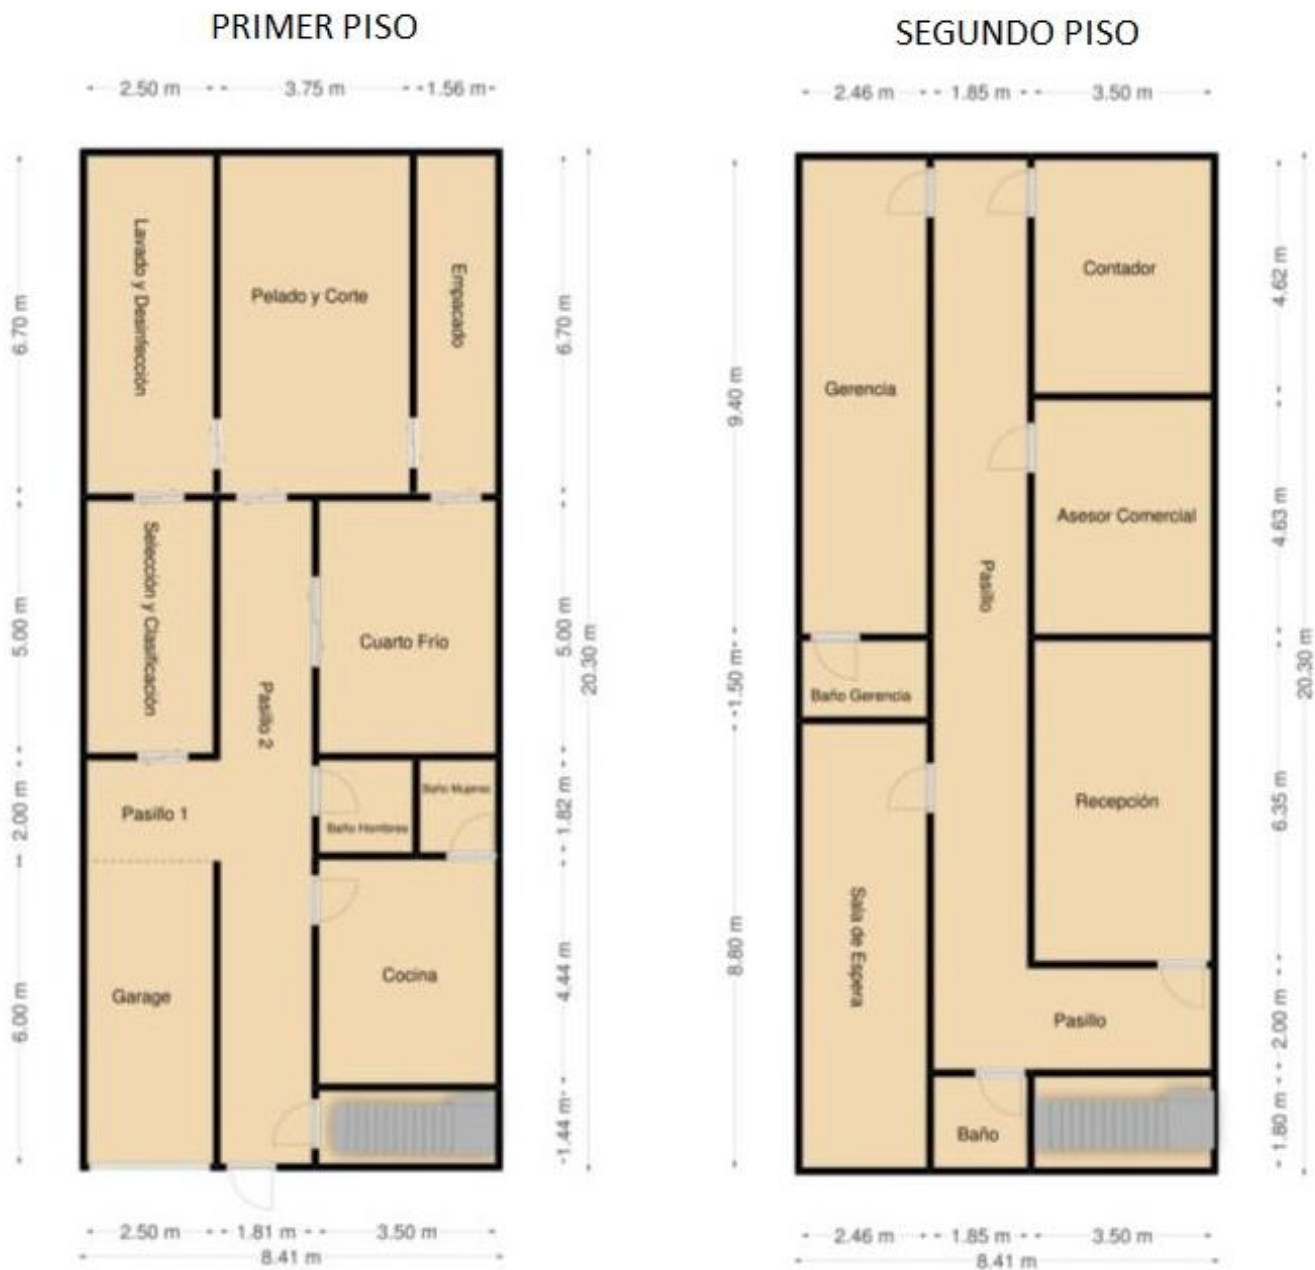 PRIMER PISO
SEGUNDO PISO
2.50 m
3.75 m
1.56 m
2.46 m
1.85 m
3.50 m
Lavado y Desinfección
Pelado y Corte
Empacado
6.70 m
6.70 m
Selección y Clasificación
Cuarto Frío
Pasillo 2
5.00 m
5.00 m
20.30 m
Pasillo 1
Baño Hombres
Baño Mujeres
2.00 m
1.82 m
Garage
Cocina
6.00 m
4.44 m
1.44 m
2.50 m
1.81 m
3.50 m
8.41 m
Gerencia
Contador
Asesor Comercial
Pasillo
Baño Gerencia
Recepción
Sala de Espera
Pasillo
Baño
9.40 m
1.50 m
8.80 m
4.62 m
4.63 m
6.35 m
2.00 m
1.80 m
20.30 m
2.46 m
1.85 m
3.50 m
8.41 m